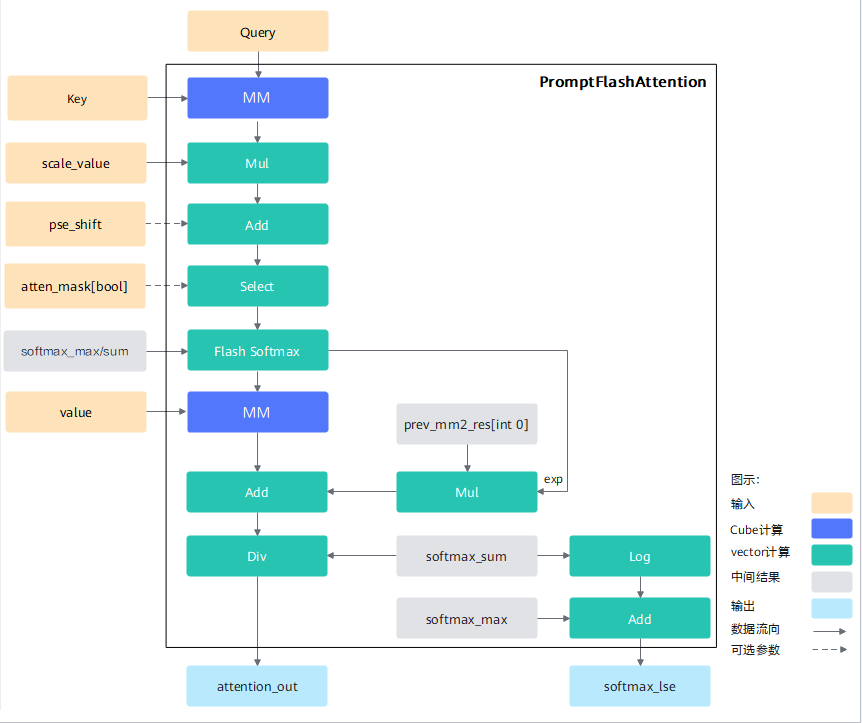 Query
PromptFlashAttention
Key
MM
scale_value
Mul
pse_shift
Add
atten_mask[bool]
Select
softmax_max/sum
Flash Softmax
value
MM
prev_mm2_res[int 0]
Add
Mul
exp
Div
softmax_sum
Log
softmax_max
Add
attention_out
softmax_lse
图示:
输入
Cube计算
vector计算
中间结果
输出
数据流向
可选参数